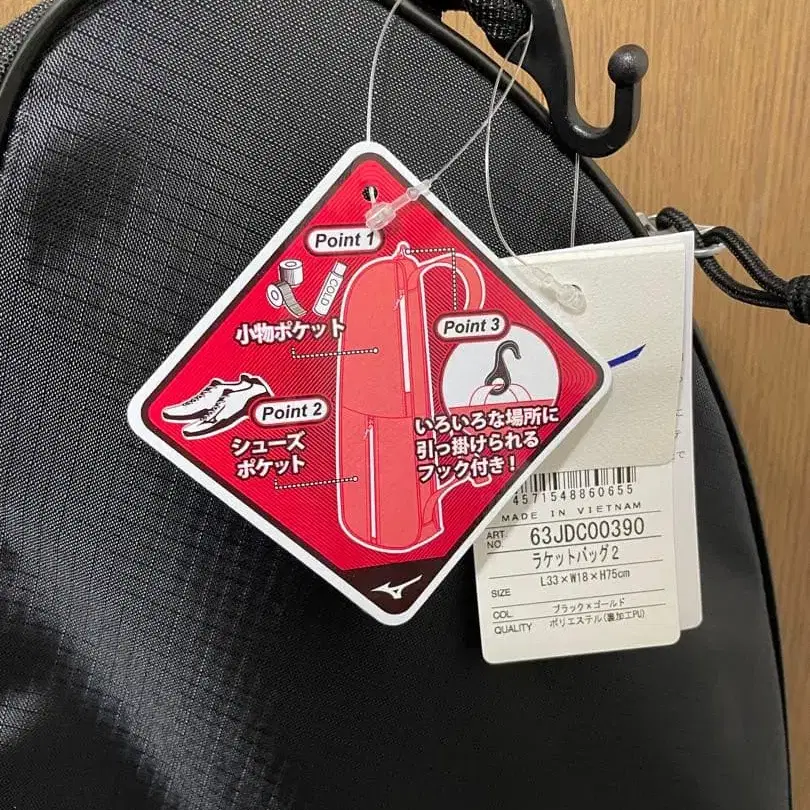 Point 1
COLD
小物ポケット
Point 2
シューズ
ポケット
Point 3
いろいろな場所に
引っ掛けられる
フック付き!
4571548860655
MADE IN VIETNAM
ART. NO. 63JDC00390
ラケットバッグ2
SIZE L33×W18×H75cm
COL. ブラック×ゴールド
QUALITY ポリエステル(裏加工PU)